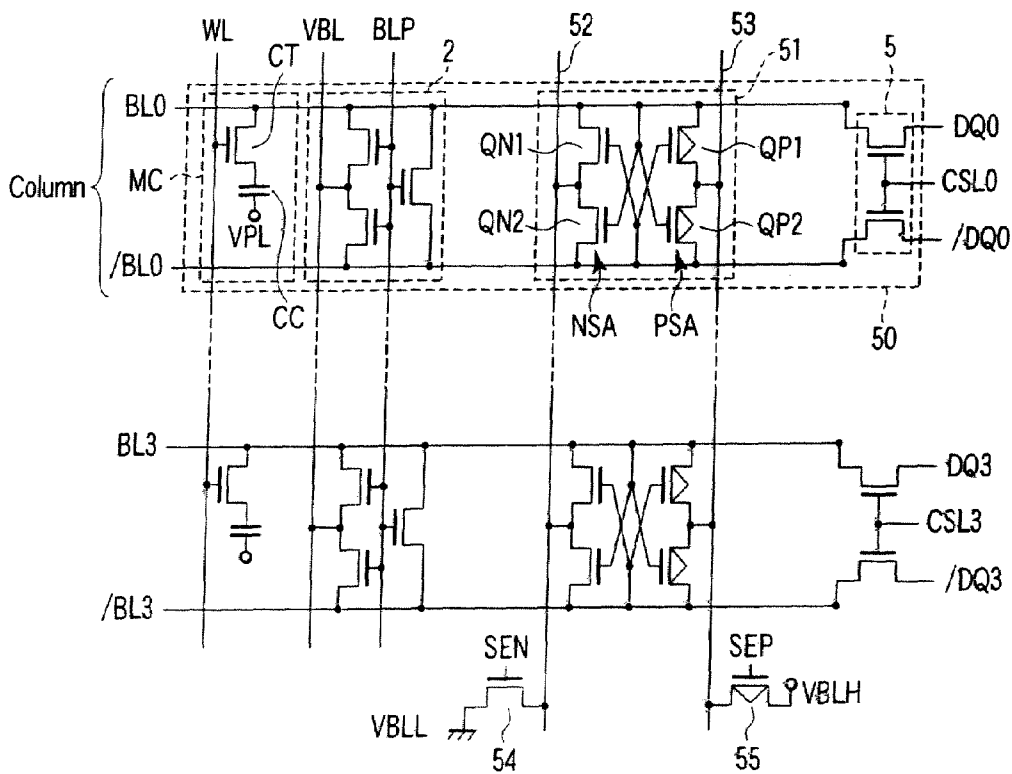 WL VBL BLP 52 53
CT 2 51 5
BL0
QN1 QP1 DQ0
Column MC CSL0
VPL QN2 QP2
/BL0 /DQ0
CC NSA PSA 50
BL3 DQ3
CSL3
/BL3 /DQ3
SEN SEP
VBLL VBLH
54 55